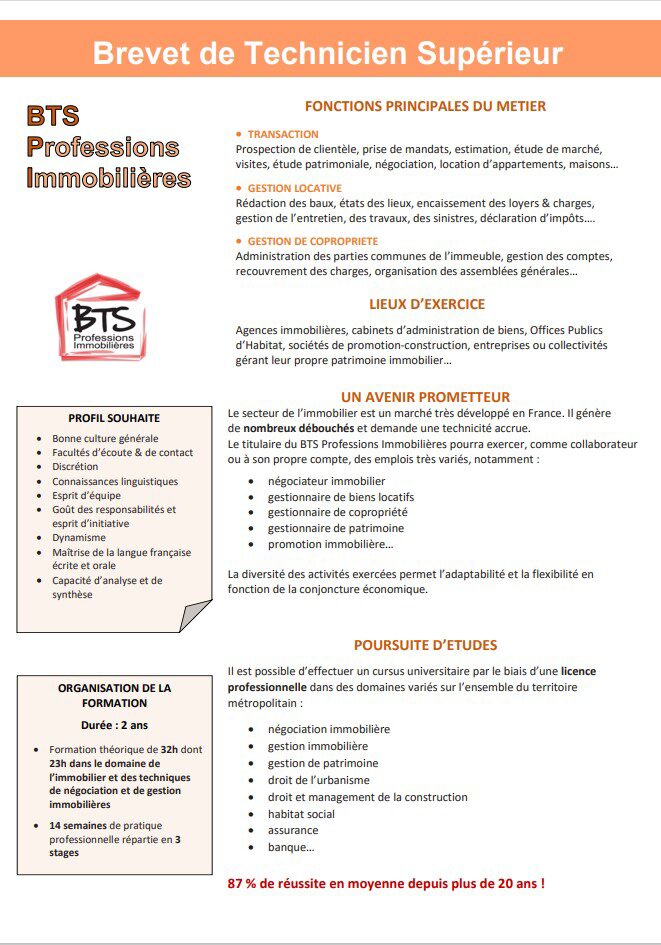 Brevet de Technicien Supérieur
BTS
Professions
Immobilières
BTS
Professions
Immobilières
PROFIL SOUHAITE
• Bonne culture générale
• Facultés d’écoute & de contact
• Discrétion
• Connaissances linguistiques
• Esprit d’équipe
• Goût des responsabilités et
esprit d’initiative
• Dynamisme
• Maîtrise de la langue française
écrite et orale
• Capacité d’analyse et de
synthèse
ORGANISATION DE LA
FORMATION
Durée : 2 ans
• Formation théorique de 32h dont
23h dans le domaine de
l’immobilier et des techniques
de négociation et de gestion
immobilières
• 14 semaines de pratique
professionnelle répartie en 3
stages
FONCTIONS PRINCIPALES DU METIER
• TRANSACTION
Prospection de clientèle, prise de mandats, estimation, étude de marché,
visites, étude patrimoniale, négociation, location d’appartements, maisons…
• GESTION LOCATIVE
Rédaction des baux, états des lieux, encaissement des loyers & charges,
gestion de l’entretien, des travaux, des sinistres, déclaration d’impôts….
• GESTION DE COPROPRIETE
Administration des parties communes de l’immeuble, gestion des comptes,
recouvrement des charges, organisation des assemblées générales…
LIEUX D’EXERCICE
Agences immobilières, cabinets d’administration de biens, Offices Publics
d’Habitat, sociétés de promotion-construction, entreprises ou collectivités
gérant leur propre patrimoine immobilier…
UN AVENIR PROMETTEUR
Le secteur de l’immobilier est un marché très développé en France. Il génère
de nombreux débouchés et demande une technicité accrue.
Le titulaire du BTS Professions Immobilières pourra exercer, comme collaborateur
ou à son propre compte, des emplois très variés, notamment :
• négociateur immobilier
• gestionnaire de biens locatifs
• gestionnaire de copropriété
• gestionnaire de patrimoine
• promotion immobilière…
La diversité des activités exercées permet l’adaptabilité et la flexibilité en
fonction de la conjoncture économique.
POURSUITE D’ETUDES
Il est possible d’effectuer un cursus universitaire par le biais d’une licence
professionnelle dans des domaines variés sur l’ensemble du territoire
métropolitain :
• négociation immobilière
• gestion immobilière
• gestion de patrimoine
• droit de l’urbanisme
• droit et management de la construction
• habitat social
• assurance
• banque…
87 % de réussite en moyenne depuis plus de 20 ans !